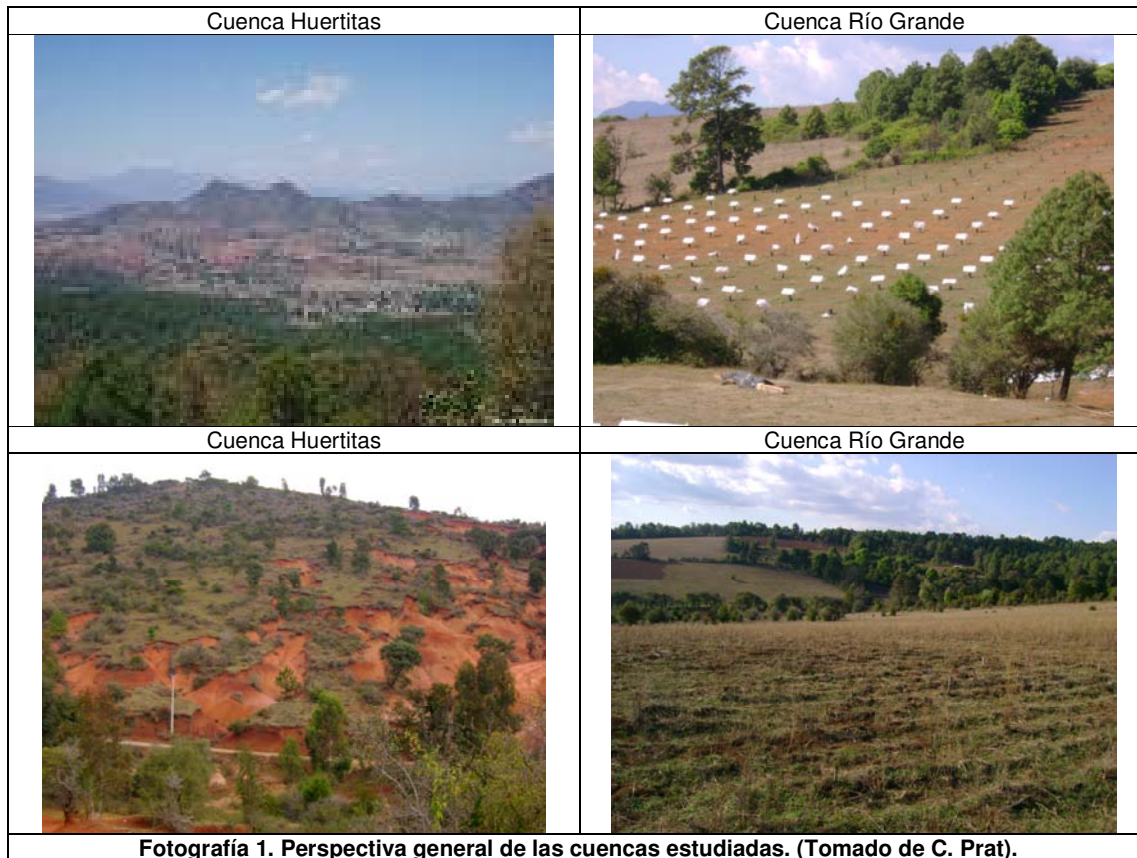 Cuenca Huertitas
Cuenca Río Grande
Cuenca Huertitas
Cuenca Río Grande
Fotografía 1. Perspectiva general de las cuencas estudiadas. (Tomado de C. Prat).